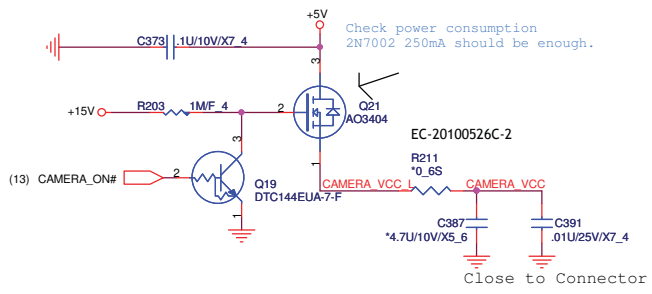 +5V
Check power consumption
2N7002 250mA should be enough.
C373 .1U/10V/X7_4
3
+15V
R203 1M/F_4
2
Q21
AO3404
EC-20100526C-2
3
1
R211
*0_6S
(13) CAMERA_ON#
2
Q19
DTC144EUA-7-F
CAMERA_VCC_L
CAMERA_VCC
1
C387
*4.7U/10V/X5_6
C391
.01U/25V/X7_4
Close to Connector